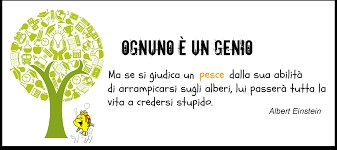 OGNUNO È UN GENIO
Ma se si giudica un pesce dalla sua abilità
di arrampicarsi sugli alberi, lui passerà tutta la
vita a credersi stupido.
Albert Einstein